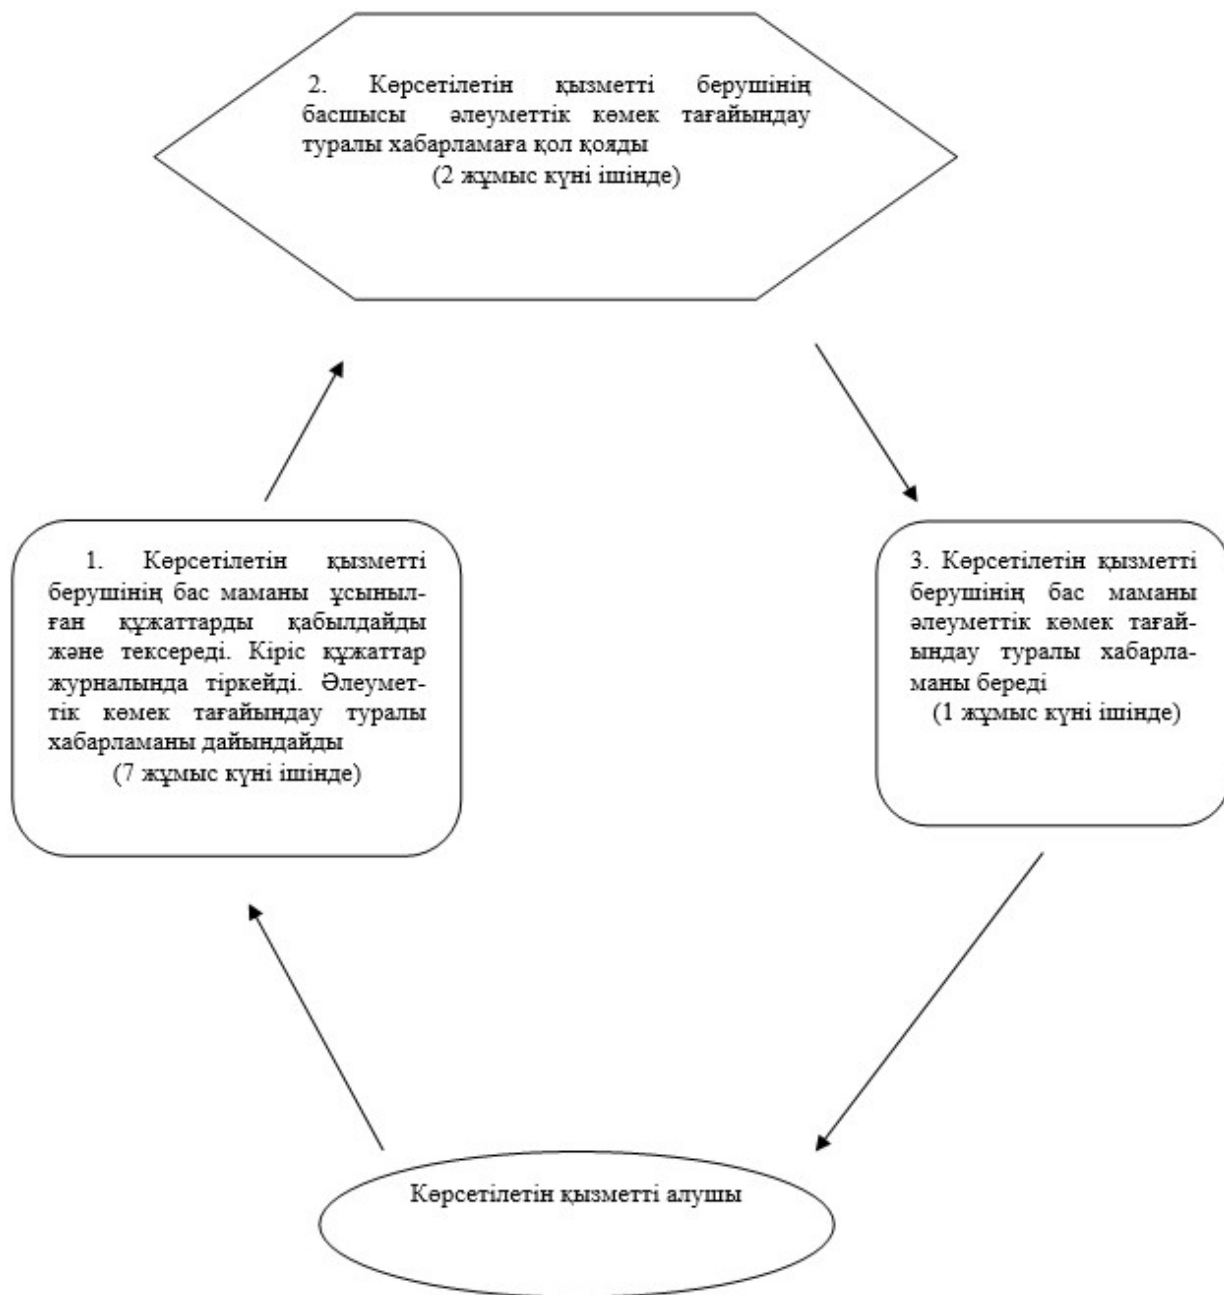 2. Көрсетілетін қызметті берушінің
басшысы әлеуметтік көмек тағайындау
туралы хабарламаға қол қояды
(2 жұмыс күні ішінде)
1. Көрсетілетін қызметті
берушінің бас маманы ұсыныл-
ған құжаттарды қабылдайды
және тексереді. Кіріс құжаттар
журналында тіркейді. Әлеумет-
тік көмек тағайындау туралы
хабарламаны дайындайды
(7 жұмыс күні ішінде)
3. Көрсетілетін қызметті
берушінің бас маманы
әлеуметтік көмек тағай-
ындау туралы хабарла-
маны береді
(1 жұмыс күні ішінде)
Көрсетілетін қызметті алушы